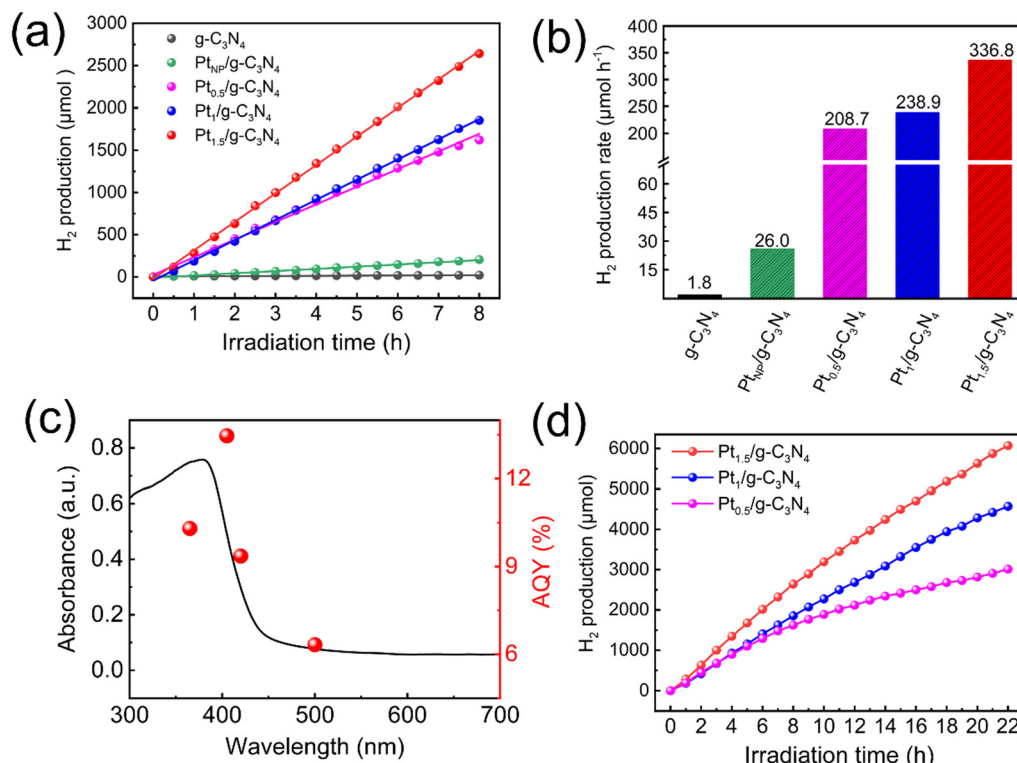 (a)
H₂ production (μmol)
3000
2500
2000
1500
1000
500
0
g-C₃N₄
Pt_NP/g-C₃N₄
Pt₀.₅/g-C₃N₄
Pt₁/g-C₃N₄
Pt₁.₅/g-C₃N₄
0 1 2 3 4 5 6 7 8
Irradiation time (h)
(b)
H₂ production rate (μmol h⁻¹)
400
350
300
250
200
60
45
30
15
1.8
26.0
208.7
238.9
336.8
g-C₃N₄
Pt_NP/g-C₃N₄
Pt₀.₅/g-C₃N₄
Pt₁/g-C₃N₄
Pt₁.₅/g-C₃N₄
(c)
Absorbance (a.u.)
0.8
0.6
0.4
0.2
0.0
12
9
6
AQY (%)
300 400 500 600 700
Wavelength (nm)
(d)
H₂ production (μmol)
6000
5000
4000
3000
2000
1000
0
Pt₁.₅/g-C₃N₄
Pt₁/g-C₃N₄
Pt₀.₅/g-C₃N₄
0 2 4 6 8 10 12 14 16 18 20 22
Irradiation time (h)